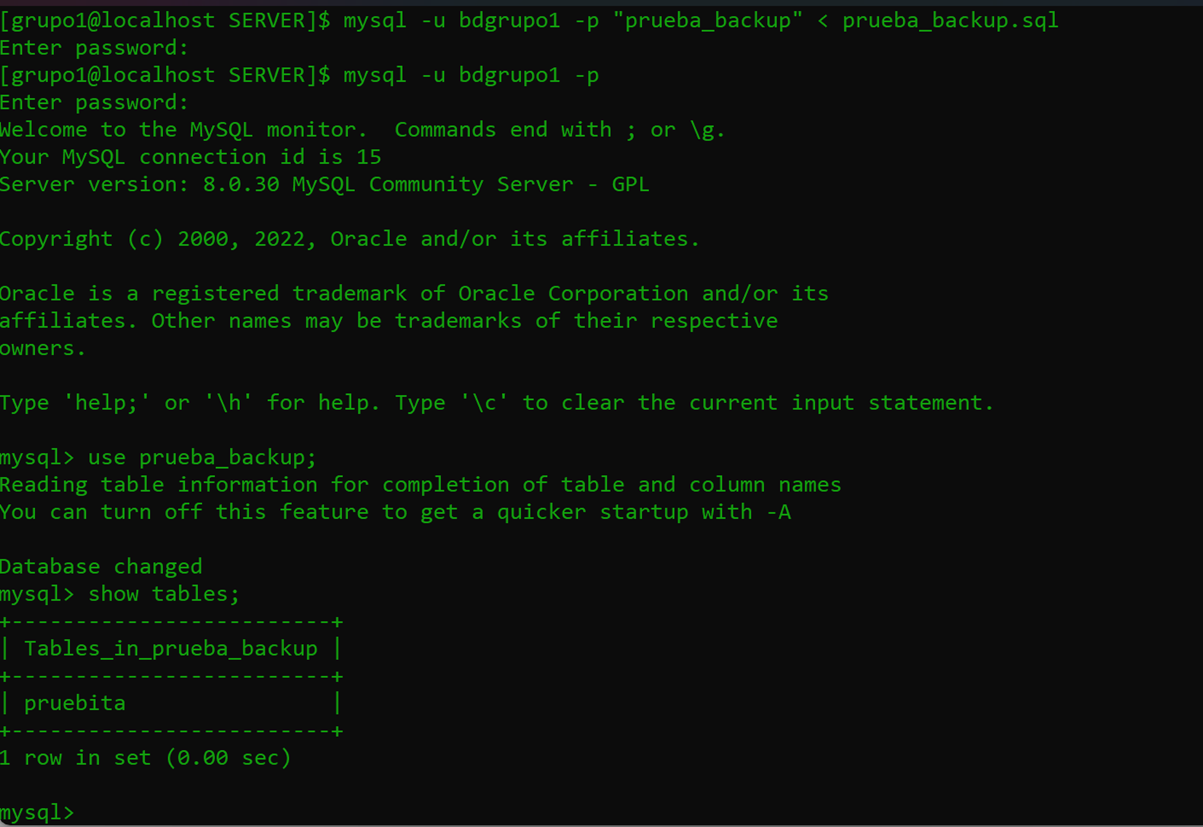 [grupo1@localhost SERVER]$ mysql -u bdgrupo1 -p "prueba_backup" < prueba_backup.sql
Enter password:
[grupo1@localhost SERVER]$ mysql -u bdgrupo1 -p
Enter password:
Welcome to the MySQL monitor.  Commands end with ; or \g.
Your MySQL connection id is 15
Server version: 8.0.30 MySQL Community Server - GPL

Copyright (c) 2000, 2022, Oracle and/or its affiliates.

Oracle is a registered trademark of Oracle Corporation and/or its
affiliates. Other names may be trademarks of their respective
owners.

Type 'help;' or '\h' for help. Type '\c' to clear the current input statement.

mysql> use prueba_backup;
Reading table information for completion of table and column names
You can turn off this feature to get a quicker startup with -A

Database changed
mysql> show tables;
+-------------------------+
| Tables_in_prueba_backup |
+-------------------------+
| pruebita                |
+-------------------------+
1 row in set (0.00 sec)

mysql>